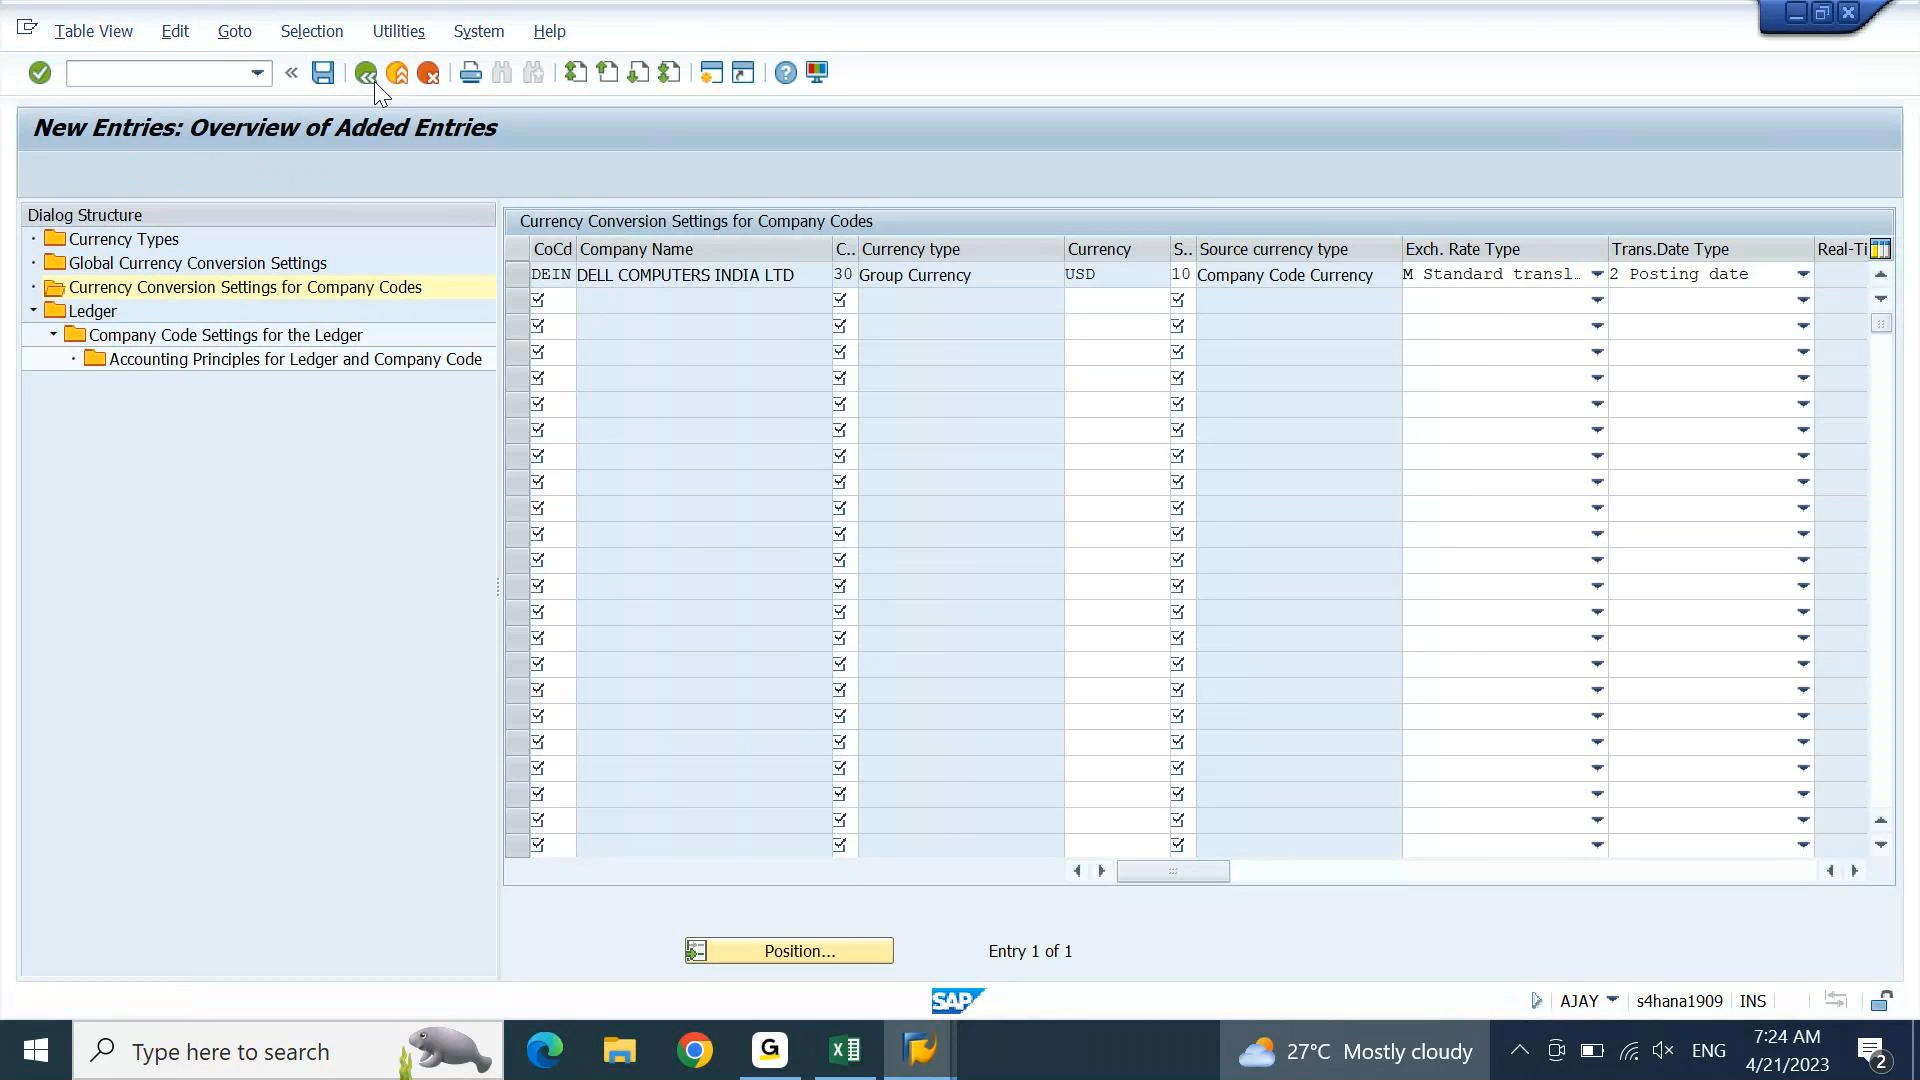 Table View Edit Goto Selection Utilities System Help
New Entries: Overview of Added Entries
Dialog Structure
Currency Types
Global Currency Conversion Settings
Currency Conversion Settings for Company Codes
Ledger
Company Code Settings for the Ledger
Accounting Principles for Ledger and Company Code
Currency Conversion Settings for Company Codes
CoCd Company Name C.. Currency type Currency S.. Source currency type Exch. Rate Type Trans.Date Type Real-Ti
DEIN DELL COMPUTERS INDIA LTD 30 Group Currency USD 10 Company Code Currency M Standard transl… 2 Posting date
Position... Entry 1 of 1
SAP
AJAY s4hana1909 INS
Type here to search
G
27°C Mostly cloudy
ENG
7:24 AM
4/21/2023
2